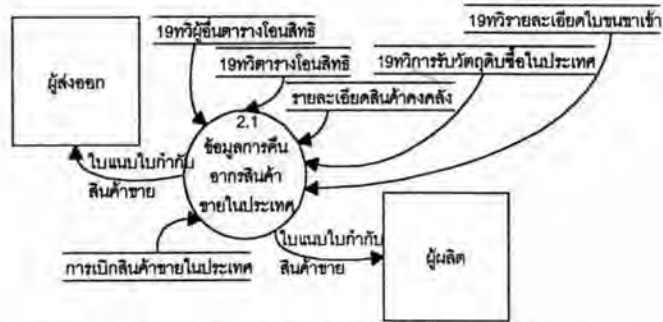 19ทวิรายละเอียดใบขนขาเข้า
19ทวิผู้อื่นตารางโอนสิทธิ
19ทวิตารางโอนสิทธิ
19ทวิการรับวัตถุดิบซื้อในประเทศ
ผู้ส่งออก
รายละเอียดสินค้าคงคลัง
2.1
ข้อมูลการคืน
อากรสินค้า
ขายในประเทศ
ใบแนบใบกำกับ
สินค้าขาย
การเบิกสินค้าขายในประเทศ
ใบแนบใบกำกับ
สินค้าขาย
ผู้ผลิต